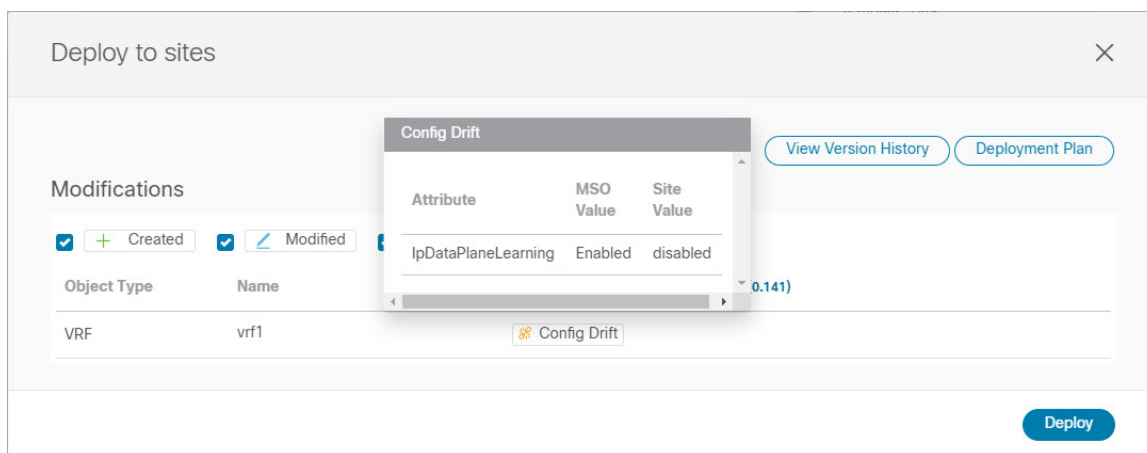 Deploy to sites
Config Drift
View Version History
Deployment Plan
Attribute
MSO Value
Site Value
Modifications
Created
Modified
IpDataPlaneLearning
Enabled
disabled
Object Type
Name
0.141)
VRF
vrf1
Config Drift
Deploy